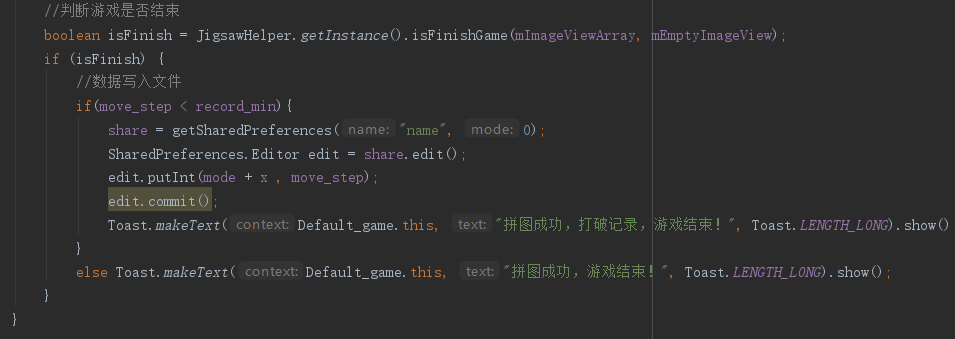 //判断游戏是否结束
boolean isFinish = JigsawHelper.getInstance().isFinishGame(mImageViewArray, mEmptyImageView);
if (isFinish) {
//数据写入文件
if(move_step < record_min){
share = getSharedPreferences( name: "name", mode: 0);
SharedPreferences.Editor edit = share.edit();
edit.putInt(mode + x , move_step);
edit.commit();
Toast.makeText( context: Default_game.this, text: "拼图成功，打破记录，游戏结束！", Toast.LENGTH_LONG).show()
}
else Toast.makeText( context: Default_game.this, text: "拼图成功，游戏结束！", Toast.LENGTH_LONG).show();
}
}